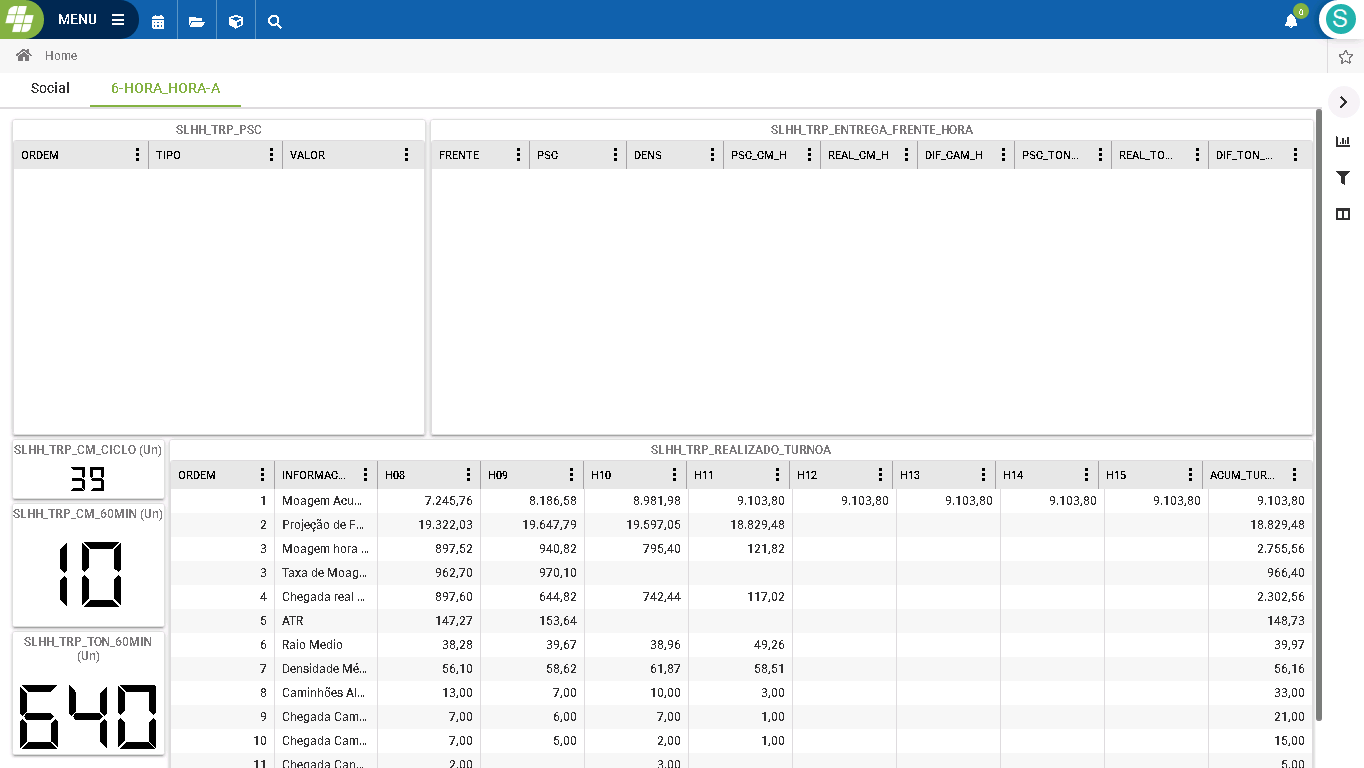 MENU
0
S
Home
Social 6-HORA_HORA-A
SLHH_TRP_PSC
ORDEM TIPO VALOR
SLHH_TRP_ENTREGA_FRENTE_HORA
FRENTE PSC DENS PSC_CM_H REAL_CM_H DIF_CAM_H PSC_TON... REAL_TO... DIF_TON_...
SLHH_TRP_CM_CICLO (Un)
39
SLHH_TRP_CM_60MIN (Un)
10
SLHH_TRP_TON_60MIN
(Un)
640
SLHH_TRP_REALIZADO_TURNOA
ORDEM INFORMAC... H08 H09 H10 H11 H12 H13 H14 H15 ACUM_TUR...
1 Moagem Acu... 7.245,76 8.186,58 8.981,98 9.103,80 9.103,80 9.103,80 9.103,80 9.103,80 9.103,80
2 Projeção de F... 19.322,03 19.647,79 19.597,05 18.829,48 18.829,48
3 Moagem hora ... 897,52 940,82 795,40 121,82 2.755,56
3 Taxa de Moag... 962,70 970,10 966,40
4 Chegada real ... 897,60 644,82 742,44 117,02 2.302,56
5 ATR 147,27 153,64 148,73
6 Raio Medio 38,28 39,67 38,96 49,26 39,97
7 Densidade Mé... 56,10 58,62 61,87 58,51 56,16
8 Caminhões Al... 13,00 7,00 10,00 3,00 33,00
9 Chegada Cam... 7,00 6,00 7,00 1,00 21,00
10 Chegada Cam... 7,00 5,00 2,00 1,00 15,00
11 Chegada Can... 2,00 3,00 5,00